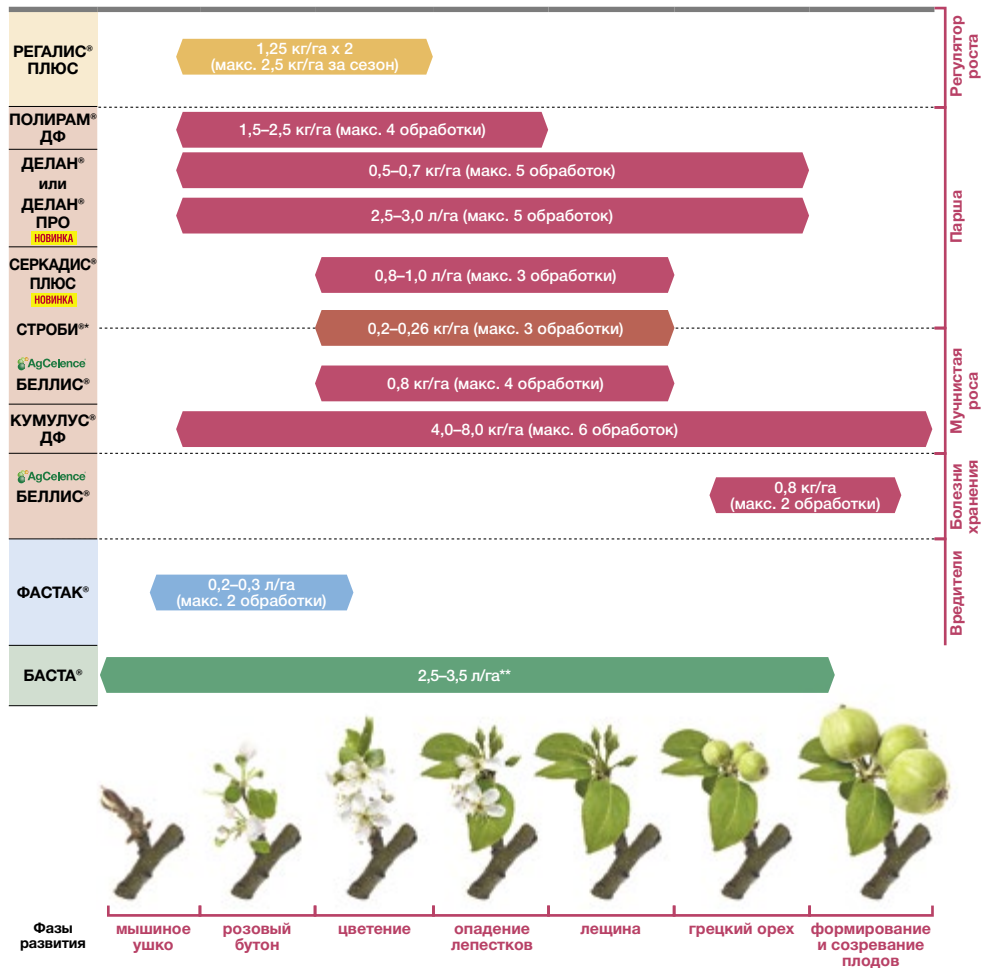 РЕГАЛИС®
ПЛЮС
1,25 кг/га х 2
(макс. 2,5 кг/га за сезон)
Регулятор
роста
ПОЛИРАМ®
ДФ
1,5–2,5 кг/га (макс. 4 обработки)
ДЕЛАН®
или
ДЕЛАН®
ПРО
НОВИНКА
0,5–0,7 кг/га (макс. 5 обработок)
2,5–3,0 л/га (макс. 5 обработок)
Парша
СЕРКАДИС®
ПЛЮС
НОВИНКА
0,8–1,0 л/га (макс. 3 обработки)
СТРОБИ®*
0,2–0,26 кг/га (макс. 3 обработки)
AgCelence®
БЕЛЛИС®
0,8 кг/га (макс. 4 обработки)
Мучнистая
роса
КУМУЛУС®
ДФ
4,0–8,0 кг/га (макс. 6 обработок)
AgCelence®
БЕЛЛИС®
0,8 кг/га
(макс. 2 обработки)
Болезни
хранения
ФАСТАК®
0,2–0,3 л/га
(макс. 2 обработки)
Вредители
БАСТА®
2,5–3,5 л/га**
Фазы
развития
мышиное
ушко
розовый
бутон
цветение
опадение
лепестков
лещина
грецкий орех
формирование
и созревание
плодов